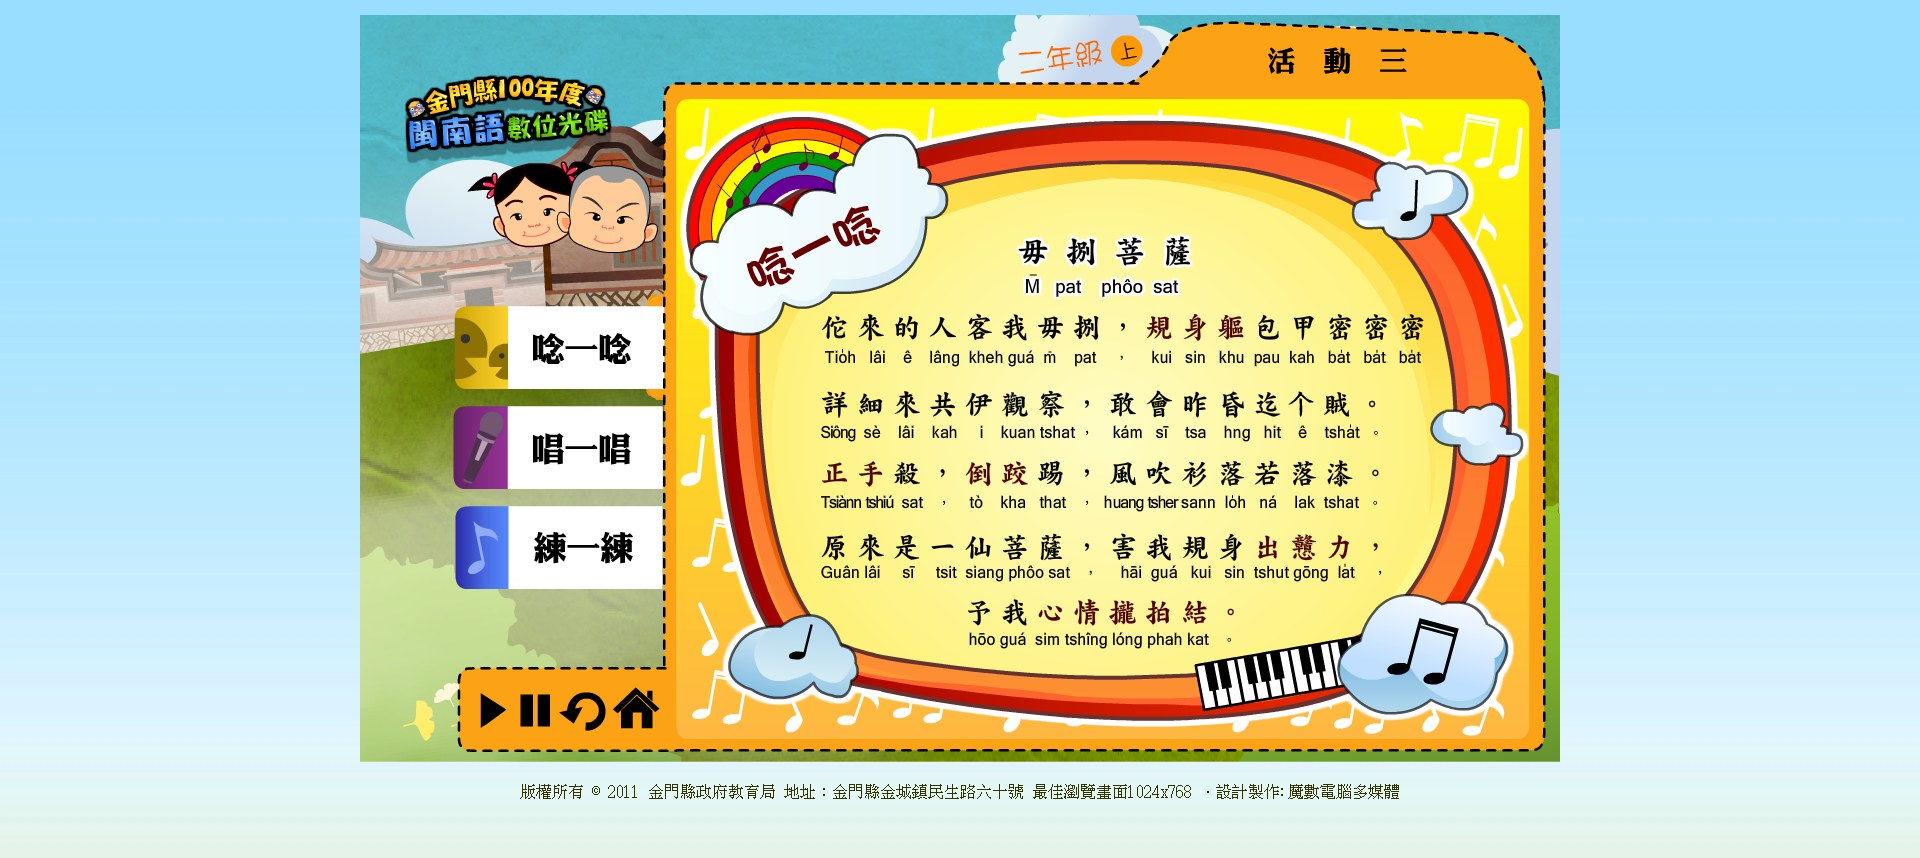 二年級 上
活動三
金門縣100年度
閩南語數位光碟
唸一唸
唸一唸
唱一唱
練一練
毋捌菩薩
M̄ pat phôo sat
佗來的人客我毋捌，規身軀包甲密密密
Tio̍h lâi ê lâng kheh guá m̄ pat ， kui sin khu pau kah ba̍t ba̍t ba̍t
詳細來共伊觀察，敢會昨昏迄个賊。
Siông sè lâi kah i kuan tshat ， kám sī tsa hng hit ê tsha̍t 。
正手殺，倒跤踢，風吹衫落若落漆。
Tsiànn tshiú sat ， tò kha that ， huang tsher sann lo̍h ná lak tshat 。
原來是一仙菩薩，害我規身出戇力，
Guân lâi sī tsit siang phôo sat ， hāi guá kui sin tshut gōng la̍t ，
予我心情攏拍結。
hōo guá sim tshîng lóng phah kat 。
版權所有 © 2011 金門縣政府教育局 地址：金門縣金城鎮民生路六十號 最佳瀏覽畫面1024x768 ．設計製作: 魔數電腦多媒體